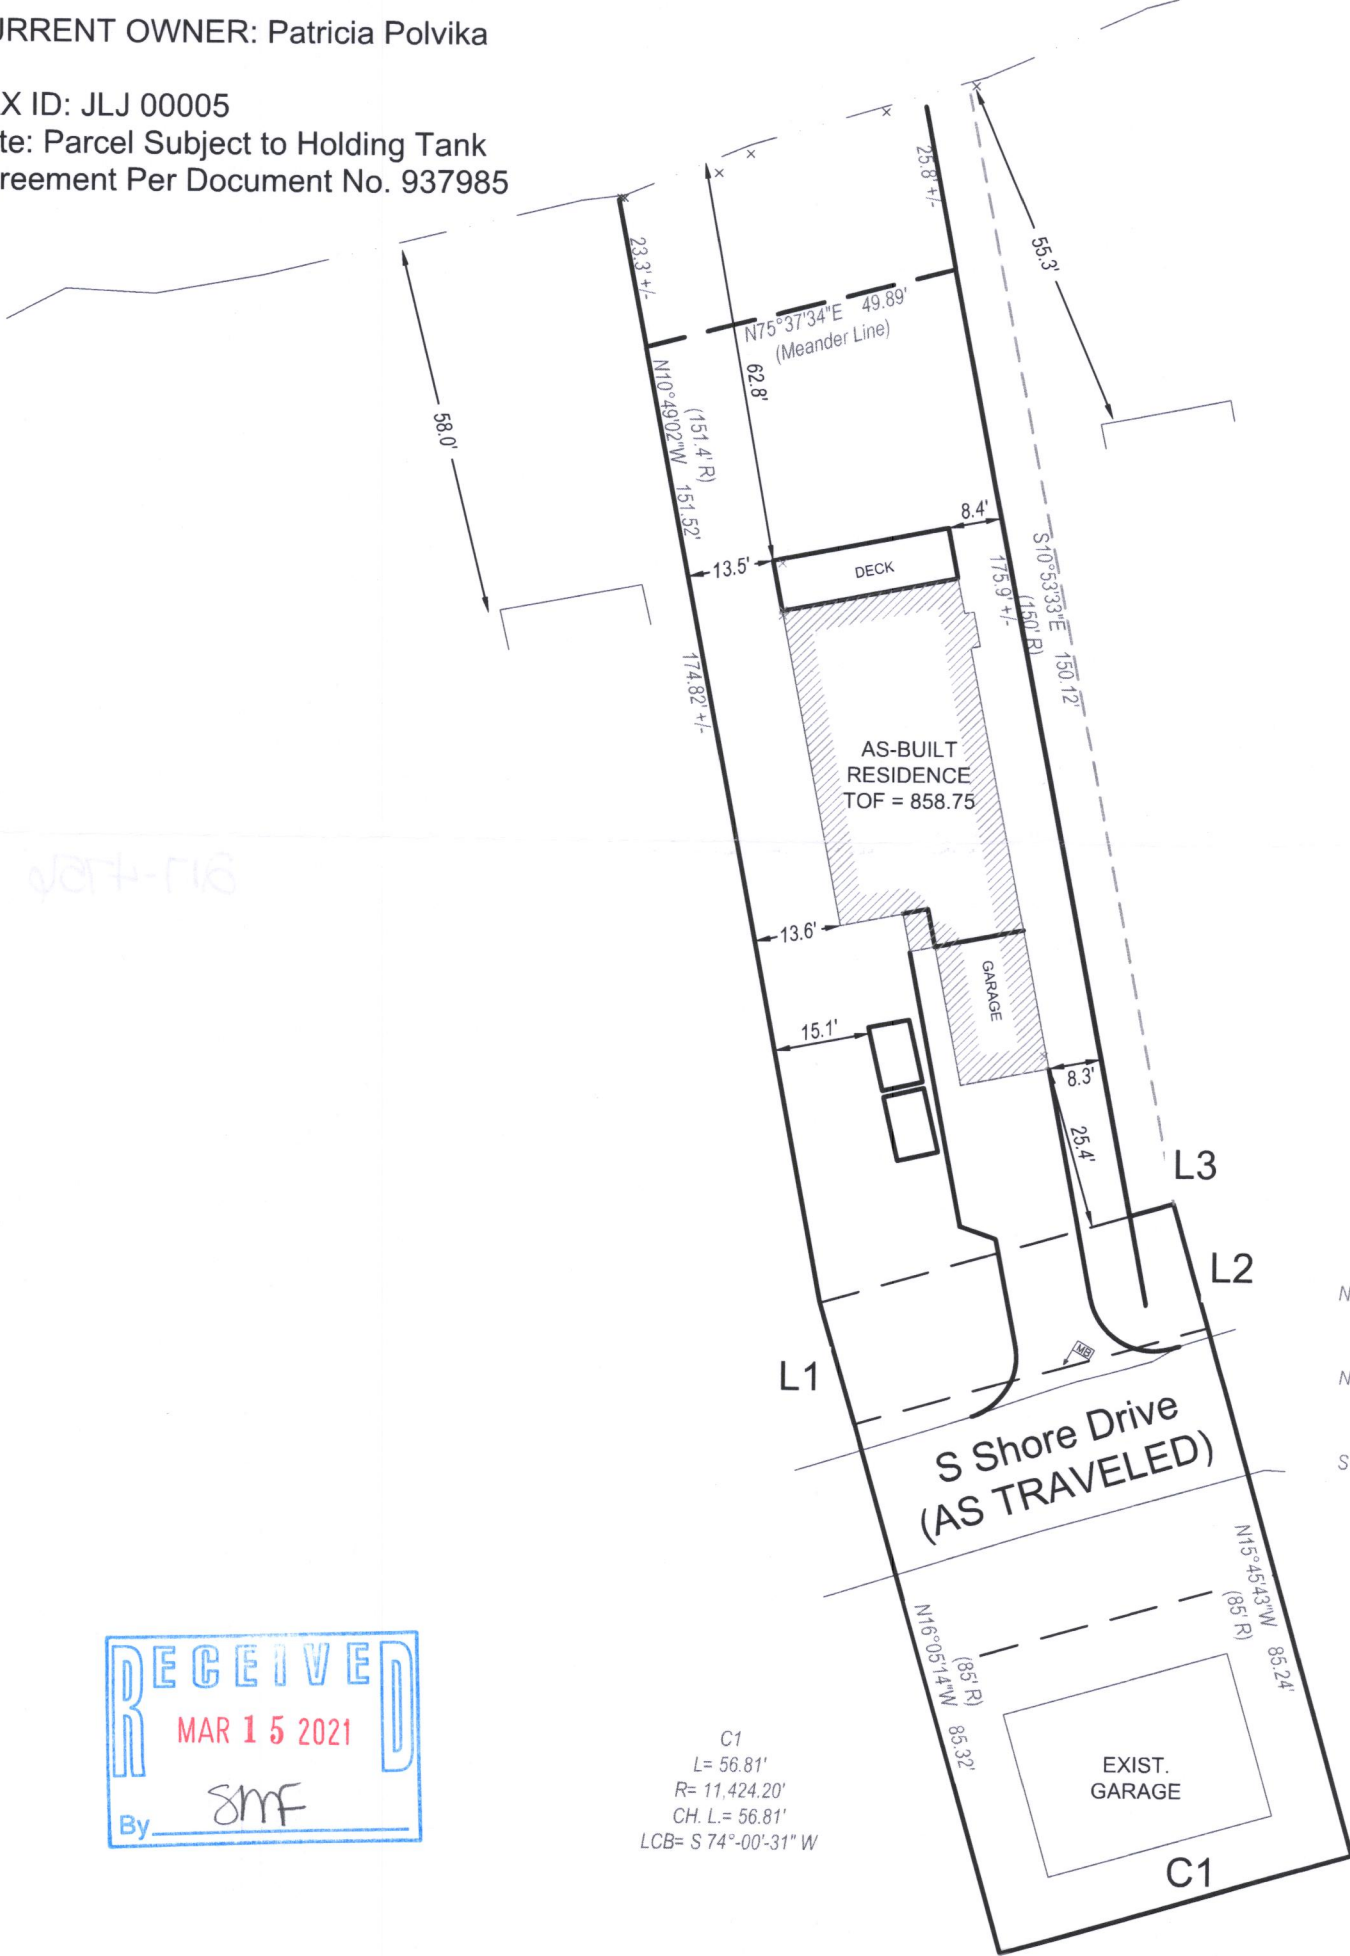 URRENT OWNER: Patricia Polvika
X ID: JLJ 00005
te: Parcel Subject to Holding Tank
reement Per Document No. 937985
23.3' +/-
25.8' +/-
55.3'
N75°37'34"E 49.89'
(Meander Line)
58.0'
62.8'
N10°49'02"W 151.52'
(151.4' R)
8.4'
13.5'
DECK
S10°53'33"E 150.12'
(150' R)
175.9' +/-
174.82' +/-
AS-BUILT
RESIDENCE
TOF = 858.75
13.6'
GARAGE
15.1'
8.3'
25.4'
L3
L2
N
L1
MB
N
S Shore Drive
(AS TRAVELED)
S
N15°45'43"W 85.24'
(85' R)
N16°05'14"W 85.32'
(85' R)
RECEIVED
MAR 15 2021
By SMF
C1
L= 56.81'
R= 11,424.20'
CH. L.= 56.81'
LCB= S 74°-00'-31" W
EXIST.
GARAGE
C1